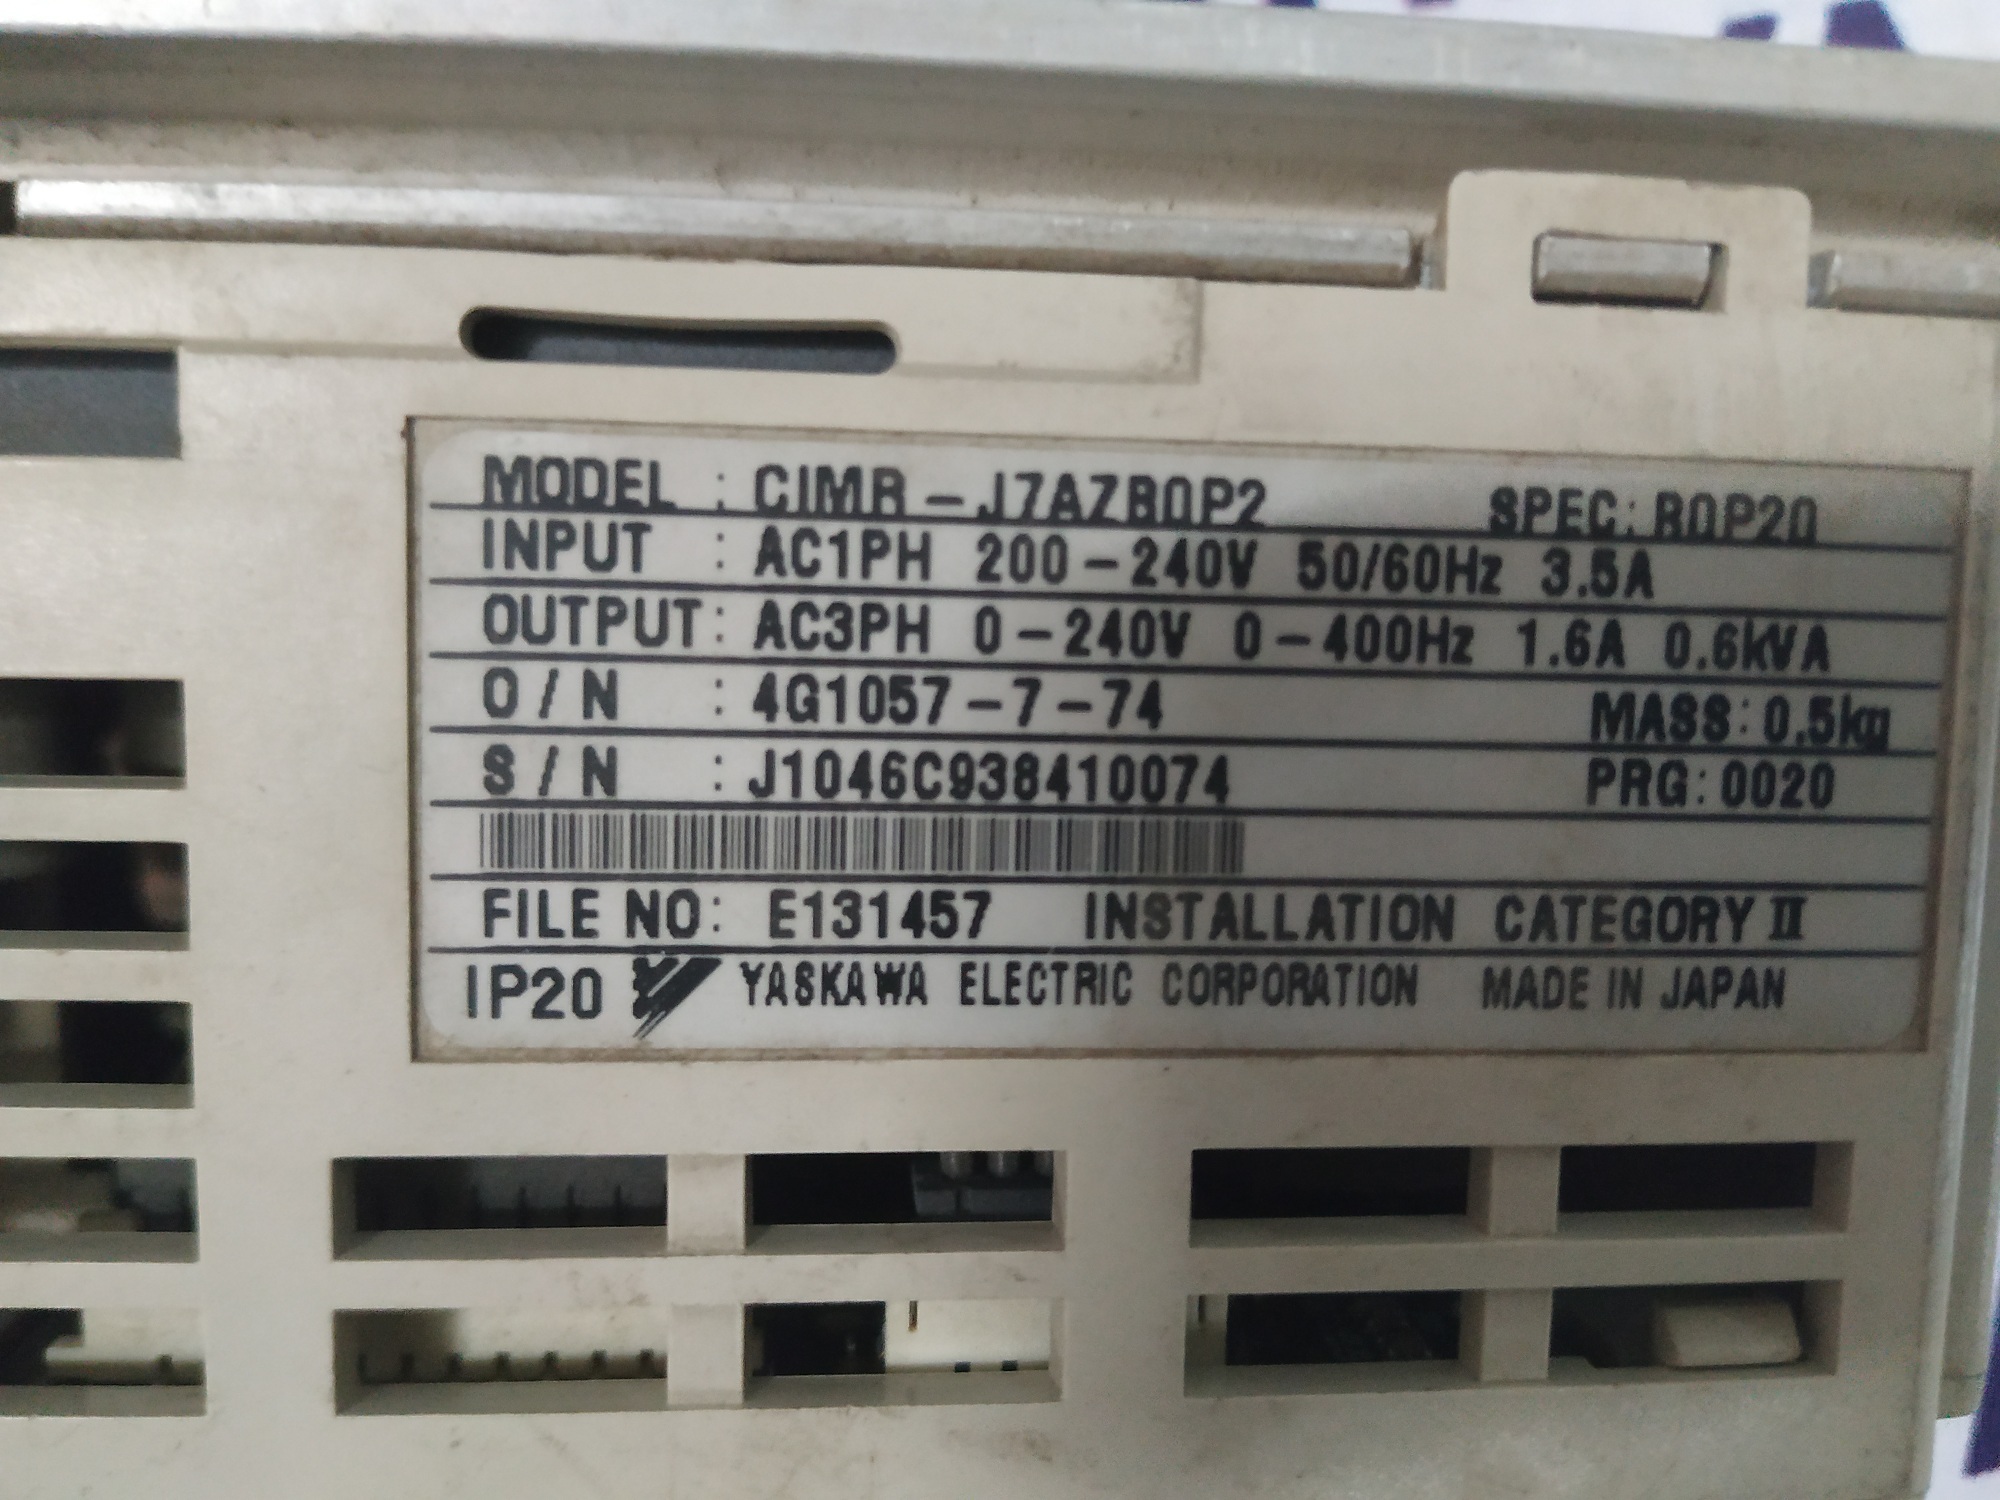 MODEL : CIMR-J7AZB0P2 SPEC: B0P20
INPUT : AC1PH 200-240V 50/60Hz 3.5A
OUTPUT: AC3PH 0-240V 0-400Hz 1.6A 0.6kVA
O/N : 4G1057-7-74 MASS: 0.5kg
S/N : J1046C938410074 PRG: 0020
FILE NO: E131457 INSTALLATION CATEGORY II
IP20 YASKAWA ELECTRIC CORPORATION MADE IN JAPAN